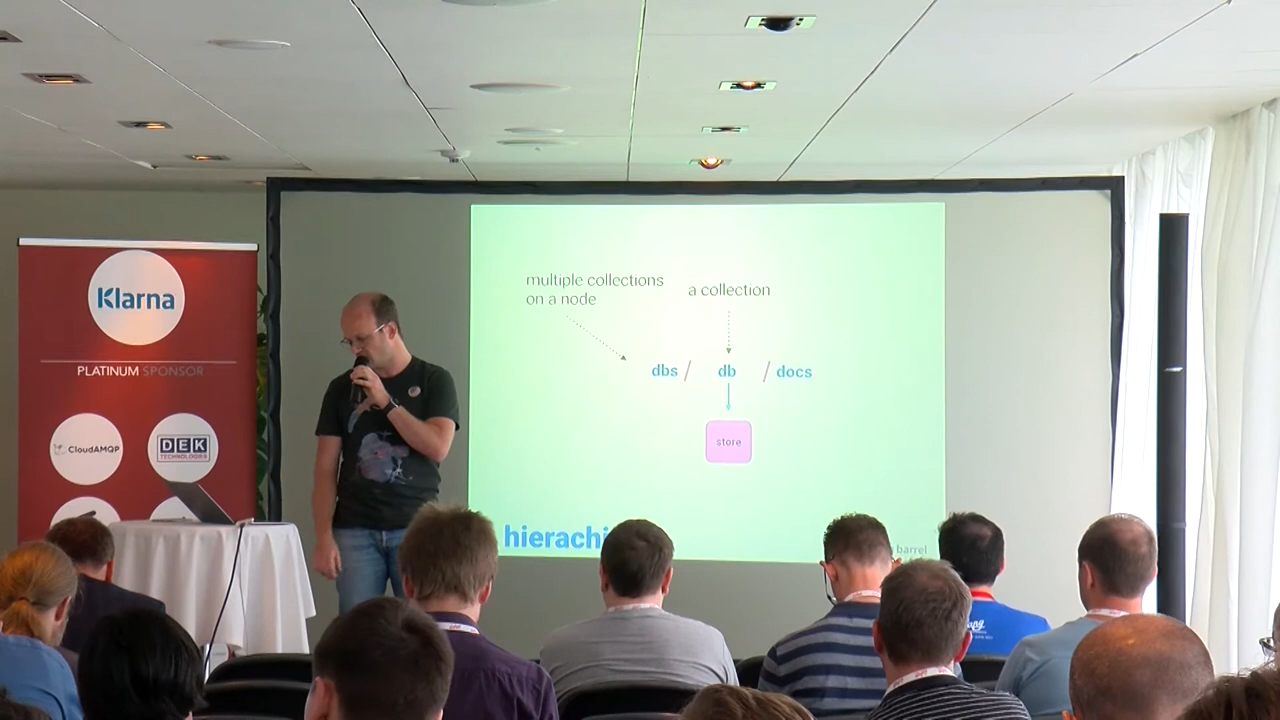 Klarna
PLATINUM SPONSOR
CloudAMQP
DEK
TECHNOLOGIES
multiple collections
on a node
a collection
dbs / db / docs
store
hierachi
barrel